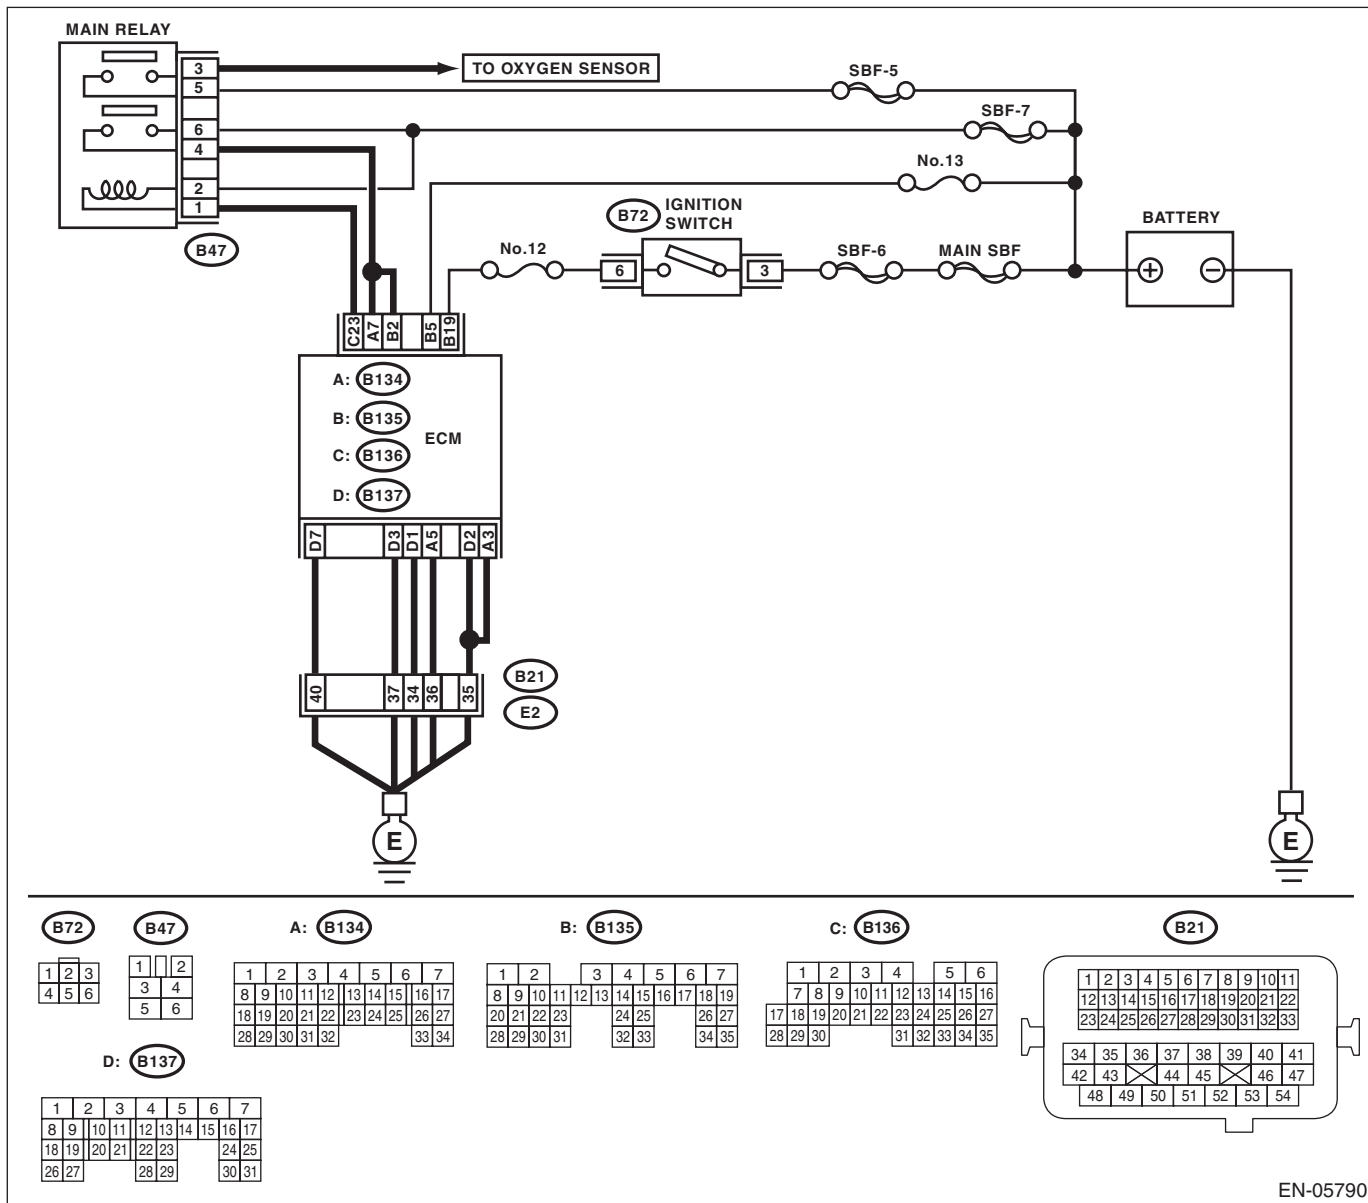 MAIN RELAY
3
TO OXYGEN SENSOR
5
SBF-5
6
SBF-7
4
No.13
2
1
B47
B72
IGNITION
SWITCH
BATTERY
No.12
6
3
SBF-6
MAIN SBF
+
−
C23
A7
B2
B5
B19
A: B134
B: B135
ECM
C: B136
D: B137
D7
D3
D1
A5
D2
A3
40
37
34
36
35
B21
E2
E
E
B72
1 2 3
4 5 6
B47
1 2
3 4
5 6
A: B134
1 2 3 4 5 6 7
8 9 10 11 12 13 14 15 16 17
18 19 20 21 22 23 24 25 26 27
28 29 30 31 32 33 34
B: B135
1 2 3 4 5 6 7
8 9 10 11 12 13 14 15 16 17 18 19
20 21 22 23 24 25 26 27
28 29 30 31 32 33 34 35
C: B136
1 2 3 4 5 6
7 8 9 10 11 12 13 14 15 16
17 18 19 20 21 22 23 24 25 26 27
28 29 30 31 32 33 34 35
B21
1 2 3 4 5 6 7 8 9 10 11
12 13 14 15 16 17 18 19 20 21 22
23 24 25 26 27 28 29 30 31 32 33
34 35 36 37 38 39 40 41
42 43 44 45 46 47
48 49 50 51 52 53 54
D: B137
1 2 3 4 5 6 7
8 9 10 11 12 13 14 15 16 17
18 19 20 21 22 23 24 25
26 27 28 29 30 31
EN-05790